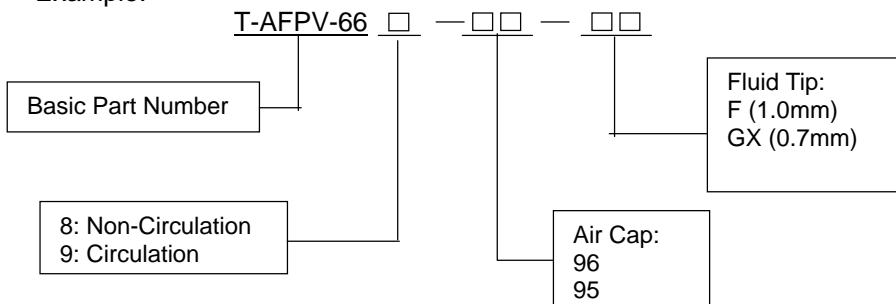 Example:
T-AFPV-66 □ — □□ — □□
Basic Part Number
Fluid Tip:
F (1.0mm)
GX (0.7mm)
8: Non-Circulation
9: Circulation
Air Cap:
96
95